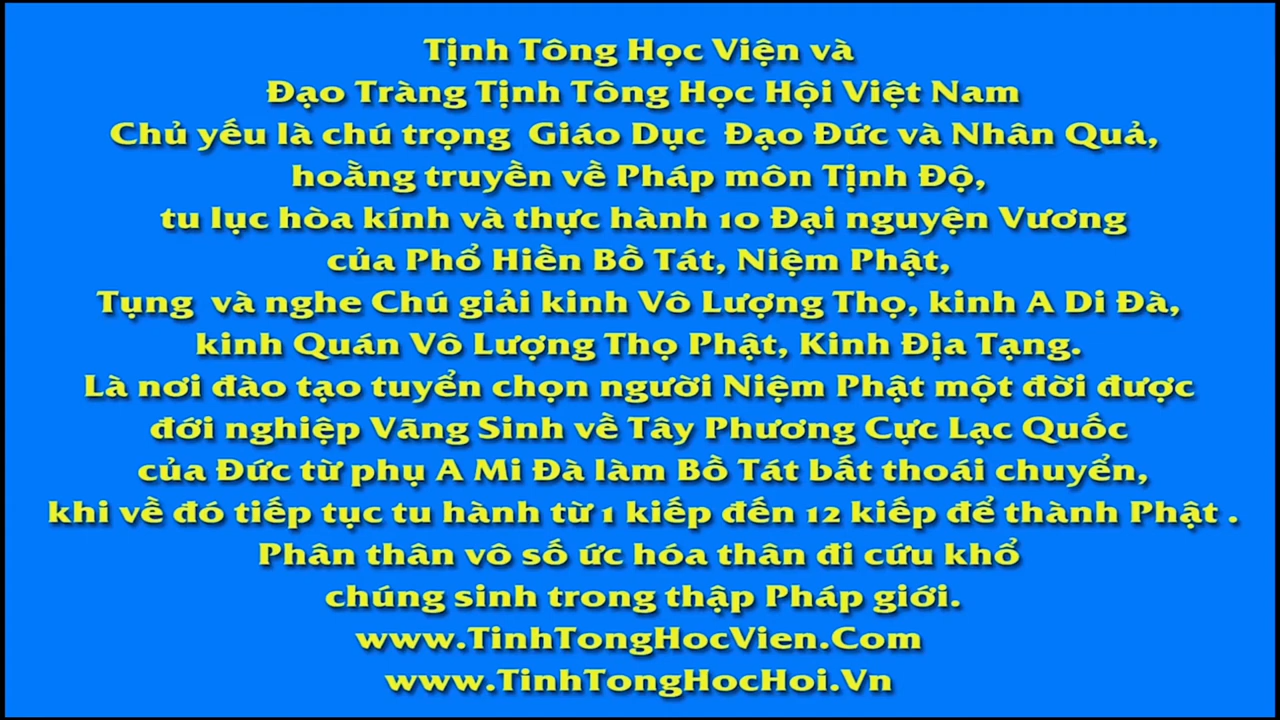 Tịnh Tông Học Viện và
Đạo Tràng Tịnh Tông Học Hội Việt Nam
Chủ yếu là chú trọng Giáo Dục Đạo Đức và Nhân Quả,
hoằng truyền về Pháp môn Tịnh Độ,
tu lục hòa kính và thực hành 10 Đại nguyện Vương
của Phổ Hiền Bồ Tát, Niệm Phật,
Tụng và nghe Chú giải kinh Vô Lượng Thọ, kinh A Di Đà,
kinh Quán Vô Lượng Thọ Phật, Kinh Địa Tạng.
Là nơi đào tạo tuyển chọn người Niệm Phật một đời được
đới nghiệp Vãng Sinh về Tây Phương Cực Lạc Quốc
của Đức từ phụ A Mi Đà làm Bồ Tát bất thoái chuyển,
khi về đó tiếp tục tu hành từ 1 kiếp đến 12 kiếp để thành Phật .
Phân thân vô số ức hóa thân đi cứu khổ
chúng sinh trong thập Pháp giới.
www.TinhTongHocVien.Com
www.TinhTongHocHoi.Vn